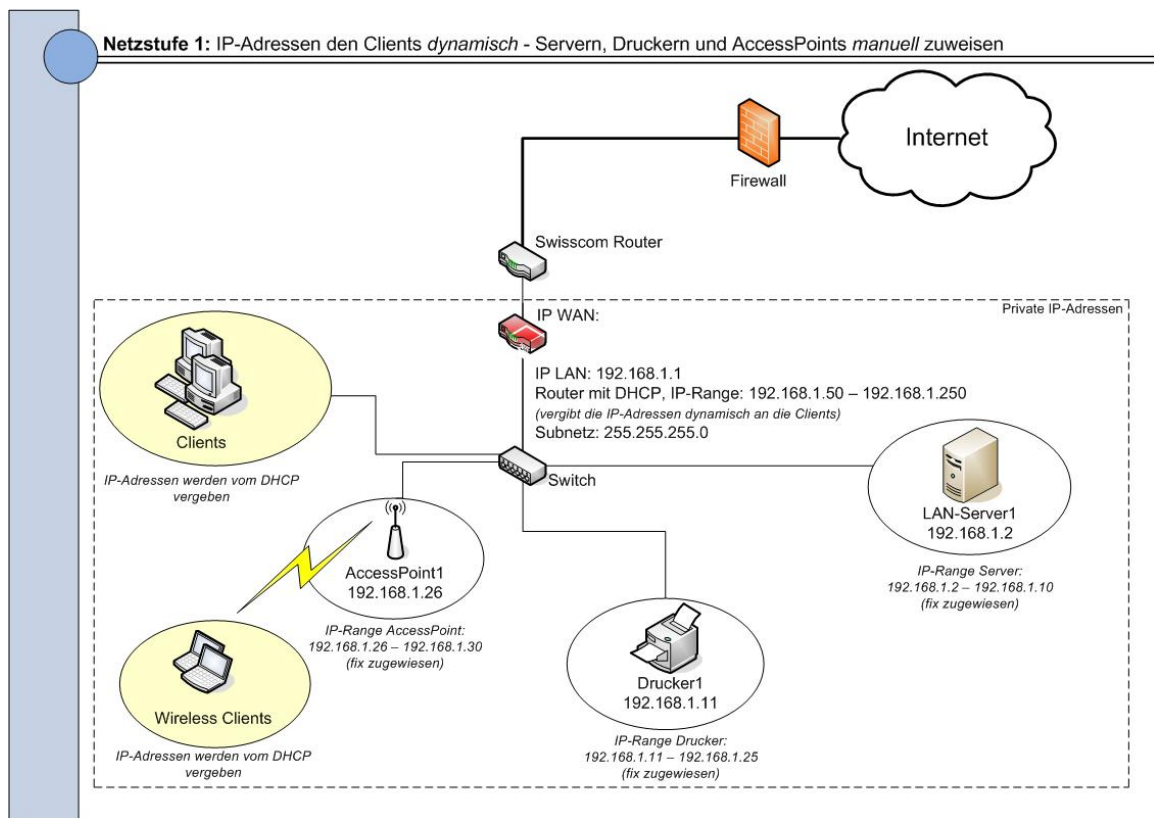 Netzstufe 1: IP-Adressen den Clients dynamisch - Servern, Druckern und AccessPoints manuell zuweisen
Internet
Firewall
Swisscom Router
Private IP-Adressen
IP WAN:
IP LAN: 192.168.1.1
Router mit DHCP, IP-Range: 192.168.1.50 – 192.168.1.250
(vergibt die IP-Adressen dynamisch an die Clients)
Subnetz: 255.255.255.0
Clients
IP-Adressen werden vom DHCP
vergeben
Switch
LAN-Server1
192.168.1.2
IP-Range Server:
192.168.1.2 – 192.168.1.10
(fix zugewiesen)
AccessPoint1
192.168.1.26
IP-Range AccessPoint:
192.168.1.26 – 192.168.1.30
(fix zugewiesen)
Wireless Clients
IP-Adressen werden vom DHCP
vergeben
Drucker1
192.168.1.11
IP-Range Drucker:
192.168.1.11 – 192.168.1.25
(fix zugewiesen)